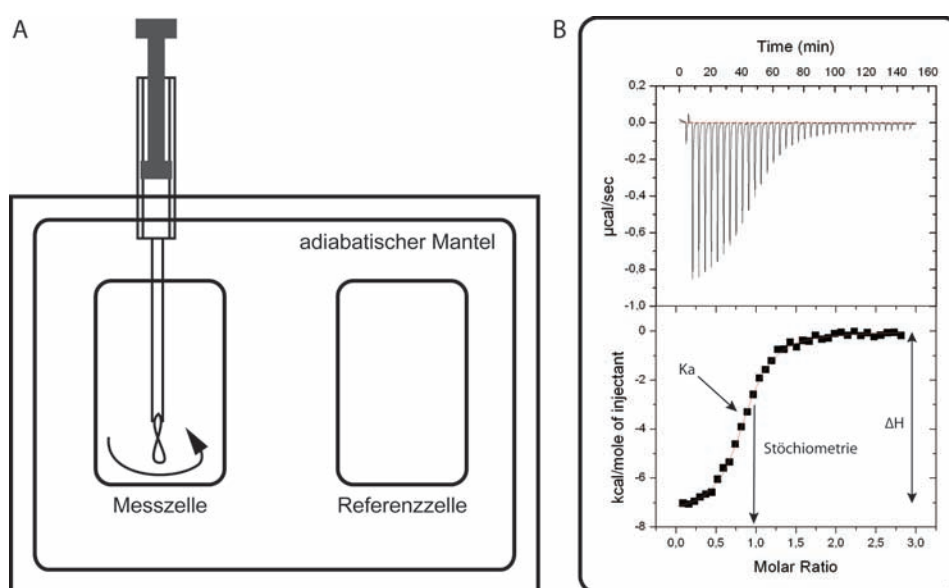 A
adiabatischer Mantel
Messzelle
Referenzzelle
B
Time (min)
0 20 40 60 80 100 120 140 160
0,2
0,0
-0,2
-0,4
-0,6
-0,8
-1,0
µcal/sec
0
-2
-4
-6
-8
kcal/mole of injectant
Ka
Stöchiometrie
ΔH
0,0 0,5 1,0 1,5 2,0 2,5 3,0
Molar Ratio